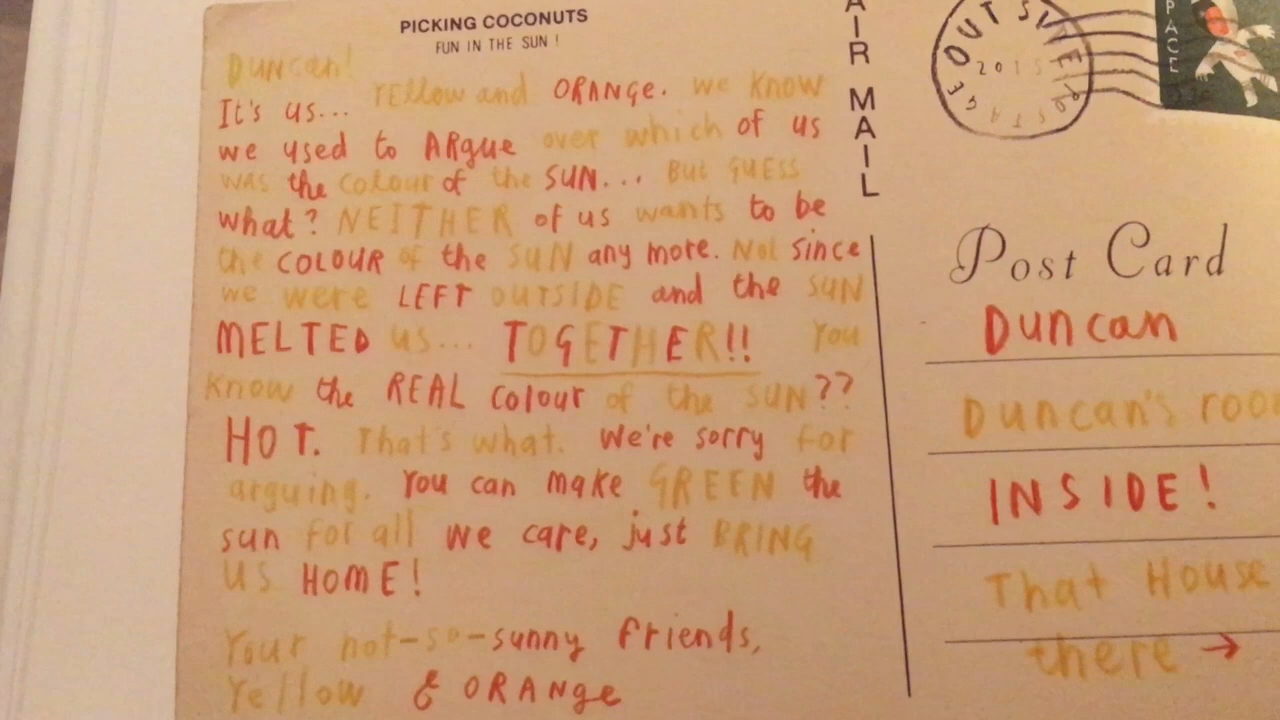 PICKING COCONUTS
FUN IN THE SUN !
Duncan!
It's us... Yellow and ORANGE. we know
we used to ARgue over which of us
was the colour of the SUN... But GUESS
what? NEITHER of us wants to be
the COLOUR of the SUN any more. Not since
we were LEFT OUTSIDE and the SUN
MELTED us... TOGETHER!! You
know the REAL colour of the SUN??
HOT. That's what. We're sorry for
arguing. You can make GREEN the
sun for all we care, just BRING
US HOME!
Your not-so-sunny friends,
Yellow & ORANGE
AIR MAIL
2015
SPACE
Post Card
Duncan
Duncan's
INSIDE!
That House
there →